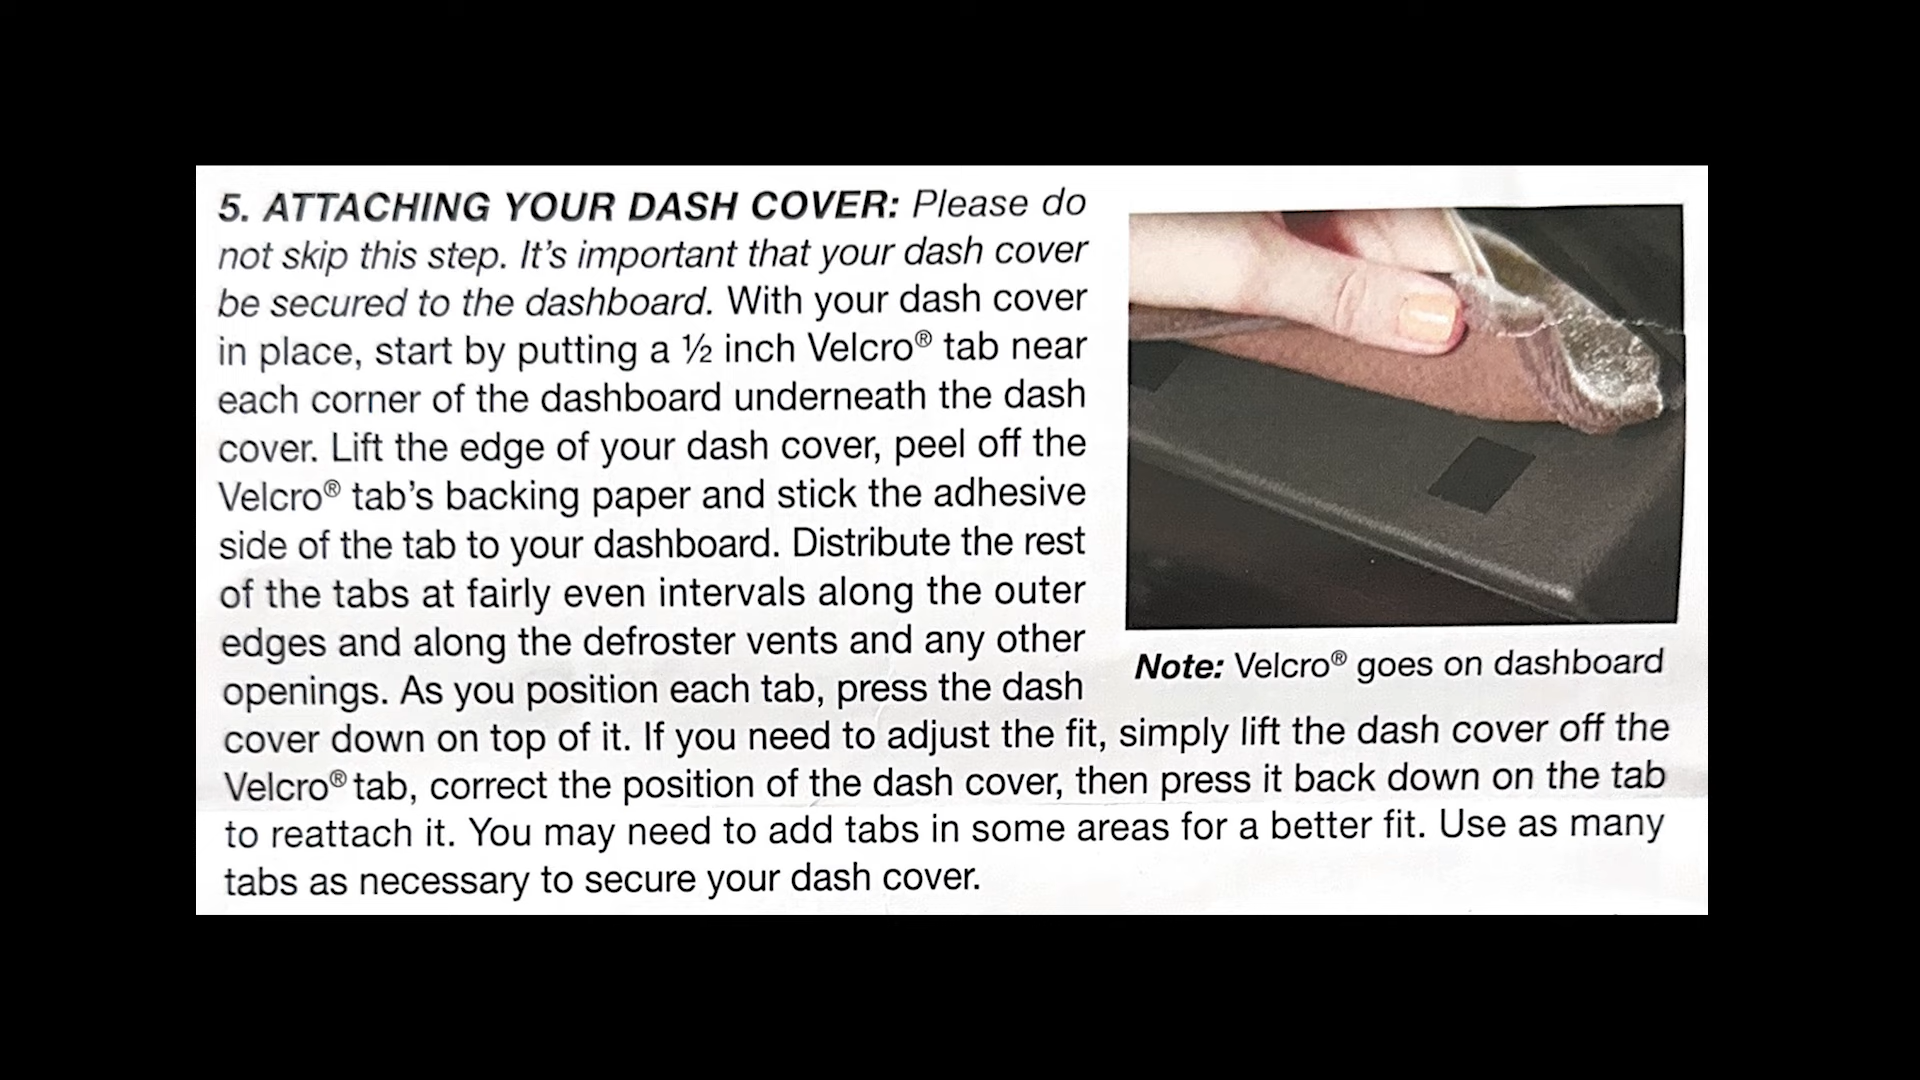 5. ATTACHING YOUR DASH COVER: Please do
not skip this step. It’s important that your dash cover
be secured to the dashboard. With your dash cover
in place, start by putting a ½ inch Velcro® tab near
each corner of the dashboard underneath the dash
cover. Lift the edge of your dash cover, peel off the
Velcro® tab’s backing paper and stick the adhesive
side of the tab to your dashboard. Distribute the rest
of the tabs at fairly even intervals along the outer
edges and along the defroster vents and any other
openings. As you position each tab, press the dash
cover down on top of it. If you need to adjust the fit, simply lift the dash cover off the
Velcro® tab, correct the position of the dash cover, then press it back down on the tab
to reattach it. You may need to add tabs in some areas for a better fit. Use as many
tabs as necessary to secure your dash cover.
Note: Velcro® goes on dashboard